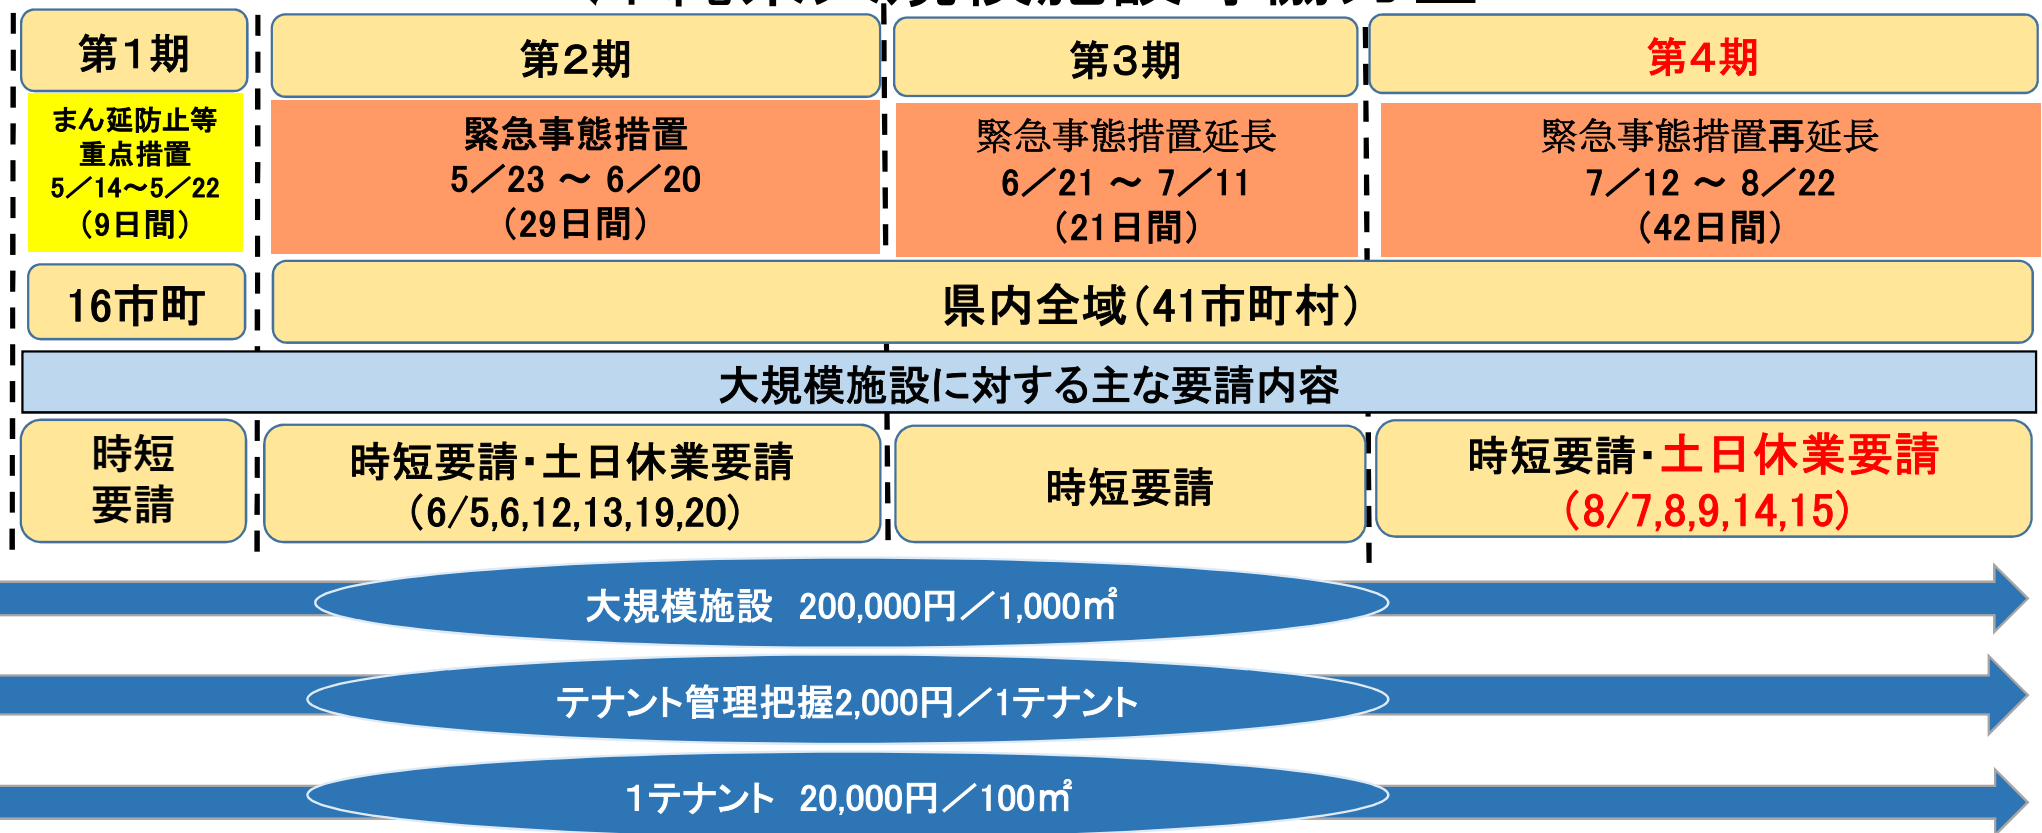 第１期
第２期
第３期
第４期
まん延防止等
重点措置
5／14～5／22
（9日間）
緊急事態措置
5／23 ～ 6／20
（29日間）
緊急事態措置延長
6／21 ～ 7／11
（21日間）
緊急事態措置再延長
7／12 ～ 8／22
（42日間）
16市町
県内全域（41市町村）
大規模施設に対する主な要請内容
時短
要請
時短要請・土日休業要請
（6/5,6,12,13,19,20）
時短要請
時短要請・土日休業要請
（8/7,8,9,14,15）
大規模施設　200,000円／1,000㎡
テナント管理把握2,000円／1テナント
１テナント　20,000円／100㎡